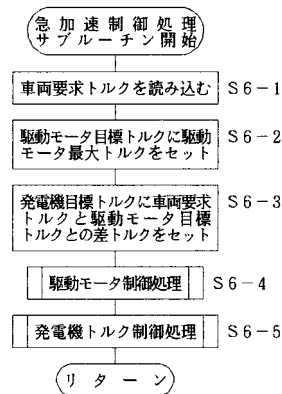 急加速制御処理
サブルーチン開始
車両要求トルクを読み込む S6-1
駆動モータ目標トルクに駆動 S6-2
モータ最大トルクをセット
発電機目標トルクに車両要求 S6-3
トルクと駆動モータ目標
トルクとの差トルクをセット
駆動モータ制御処理 S6-4
発電機トルク制御処理 S6-5
リターン